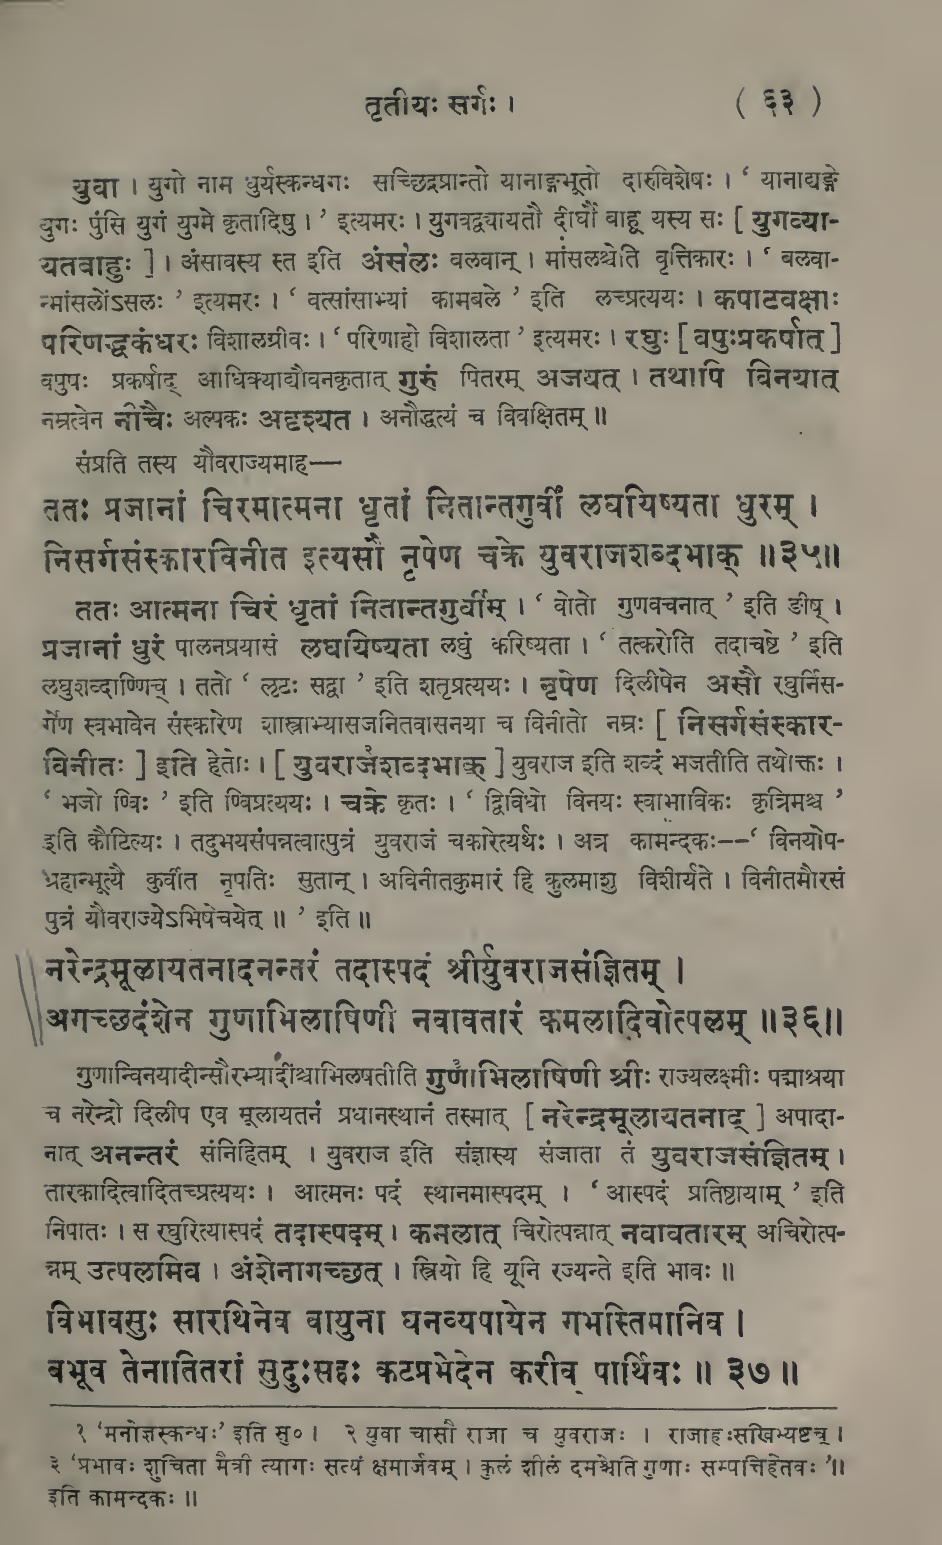 तृतीयः सर्गः । ( ६३ )
युवा । युगो नाम धुर्यस्कन्धगः सच्छिद्रप्रान्तो यानाङ्गभूतो दारुविशेषः । ‘ यानाद्यङ्गे
युगः पुंसि युगं युग्मे कृतादिषु । ’ इत्यमरः । युगवद्व्यायतौ दीर्घौ बाहू यस्य सः [ युगव्या-
यतबाहुः ] । अंसावस्य स्त इति अंसलः बलवान् । मांसलश्चेति वृत्तिकारः । ‘ बलवा-
न्मांसलोंऽसलः ’ इत्यमरः । ‘ वत्सांसाभ्यां कामबले ’ इति लच्प्रत्ययः । कपाटवक्षाः
परिणद्धकंधरः विशालग्रीवः । ‘ परिणाहो विशालता ’ इत्यमरः । रघुः [ वपुःप्रकर्षात् ]
वपुषः प्रकर्षाद् आधिक्याद्यौवनकृतात् गुरुं पितरम् अजयत् । तथापि विनयात्
नम्रत्वेन नीचैः अल्पकः अदृश्यत । अनौद्धत्यं च विवक्षितम् ॥
संप्रति तस्य यौवराज्यमाह—
ततः प्रजानां चिरमात्मना धृतां नितान्तगुर्वीं लघयिष्यता धुरम् ।
निसर्गसंस्कारविनीत इत्यसौ नृपेण चक्रे युवराजशब्दभाक् ॥३५॥
ततः आत्मना चिरं धृतां नितान्तगुर्वीम् । ‘ वोतो गुणवचनात् ’ इति ङीष् ।
प्रजानां धुरं पालनप्रयासं लघयिष्यता लघुं करिष्यता । ‘ तत्करोति तदाचष्टे ’ इति
लघुशब्दाण्णिच् । ततो ‘ लृटः सद्वा ’ इति शतृप्रत्ययः । नृपेण दिलीपेन असौ रघुर्निस-
र्गेण स्वभावेन संस्कारेण शास्त्राभ्यासजनितवासनया च विनीतो नम्रः [ निसर्गसंस्कार-
विनीतः ] इति हेतोः । [ युवराजशब्दभाक् ] युवराज इति शब्दं भजतीति तथोक्तः ।
‘ भजो ण्विः ’ इति ण्विप्रत्ययः । चक्रे कृतः । ‘ द्विविधो विनयः स्वाभाविकः कृत्रिमश्च ’
इति कौटिल्यः । तदुभयसंपन्नत्वात्पुत्रं युवराजं चकारेत्यर्थः । अत्र कामन्दकः--‘ विनयोप-
ग्रहान्भूत्यै कुर्वीत नृपतिः सुतान् । अविनीतकुमारं हि कुलमाशु विशीर्यते । विनीतमौरसं
पुत्रं यौवराज्येऽभिषेचयेत् ॥ ’ इति ॥
नरेन्द्रमूलायतनादनन्तरं तदास्पदं श्रीर्युवराजसंज्ञितम् ।
अगच्छदंशेन गुणाभिलाषिणी नवावतारं कमलादिवोत्पलम् ॥३६॥
गुणान्विनयादीन्सौरभ्यादींश्चाभिलषतीति गुणाभिलाषिणी श्रीः राज्यलक्ष्मीः पद्माश्रया
च नरेन्द्रो दिलीप एव मूलायतनं प्रधानस्थानं तस्मात् [ नरेन्द्रमूलायतनाद् ] अपादा-
नात् अनन्तरं संनिहितम् । युवराज इति संज्ञास्य संजाता तं युवराजसंज्ञितम् ।
तारकादित्वादितच्प्रत्ययः । आत्मनः पदं स्थानमास्पदम् । ‘ आस्पदं प्रतिष्ठायाम् ’ इति
निपातः । स रघुरित्यास्पदं तदास्पदम् । कमलात् चिरोत्पन्नात् नवावतारम् अचिरोत्प-
न्नम् उत्पलमिव । अंशेनागच्छत् । स्त्रियो हि यूनि रज्यन्ते इति भावः ॥
विभावसुः सारथिनेव वायुना घनव्यपायेन गभस्तिमानिव ।
बभूव तेनातितरां सुदुःसहः कटप्रभेदेन करीव पार्थिवः ॥ ३७ ॥
१ ‘मनोज्ञस्कन्धः’ इति सु० । २ युवा चासौ राजा च युवराजः । राजाहःसखिभ्यष्टच् ।
३ ‘प्रभावः शुचिता मैत्री त्यागः सत्यं क्षमार्जवम् । कुलं शीलं दमश्चेति गुणाः सम्पत्तिहेतवः ’॥
इति कामन्दकः ॥